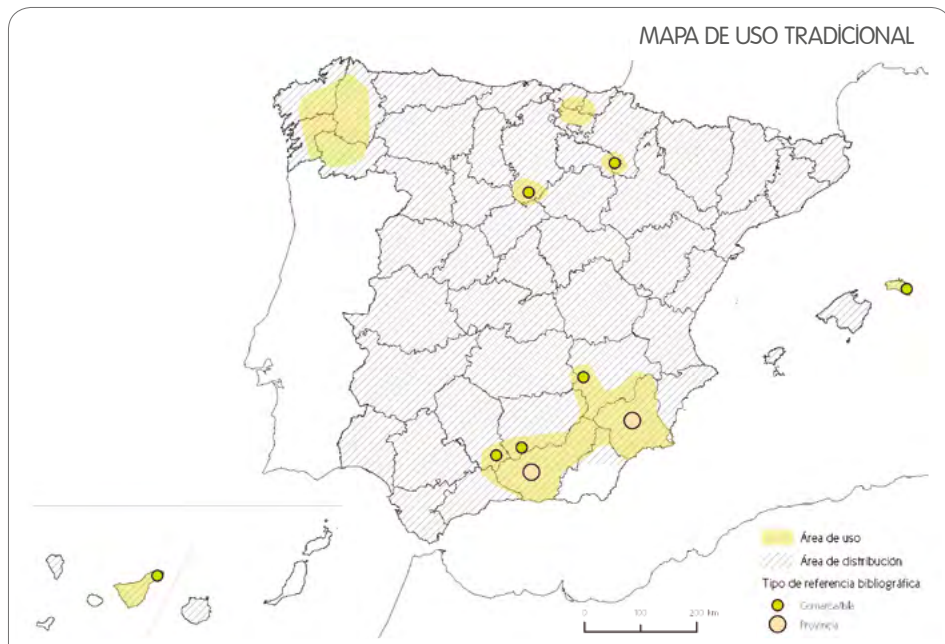 MAPA DE USO TRADICIONAL
Área de uso
Área de distribución
Tipo de referencia bibliográfica:
Comarca/Isla
Provincia
0 100 200 km